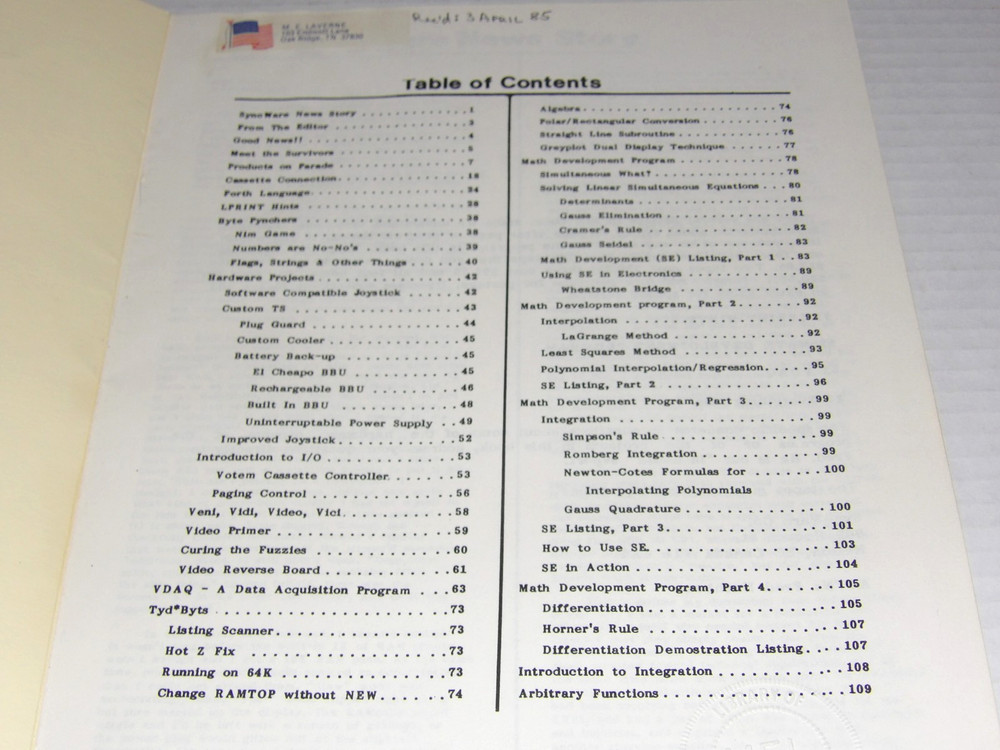 Rec'd: 3 APRIL 85
M. E. LAVERNE
Oak Ridge, TN 37830
Table of Contents
SyncWare News Story . . . . . . . . . . . 1
From The Editor . . . . . . . . . . . . . . 3
Good News!! . . . . . . . . . . . . . . . . 4
Meet the Survivors . . . . . . . . . . . . . 5
Products on Parade . . . . . . . . . . . . . 7
Cassette Connection. . . . . . . . . . . . . 18
Forth Language. . . . . . . . . . . . . . . 24
LPRINT Hints . . . . . . . . . . . . . . . 28
Byte Pynchers . . . . . . . . . . . . . . . 38
Nim Game . . . . . . . . . . . . . . . 38
Numbers are No-No's . . . . . . . . . . 39
Flags, Strings & Other Things . . . . . . 40
Hardware Projects. . . . . . . . . . . . . . 42
Software Compatible Joystick . . . . . . 42
Custom TS . . . . . . . . . . . . . . . 43
Plug Guard . . . . . . . . . . . . . 44
Custom Cooler . . . . . . . . . . . . 45
Battery Back-up . . . . . . . . . . . 45
El Cheapo BBU . . . . . . . . . . 45
Rechargeable BBU . . . . . . . . . 46
Built In BBU . . . . . . . . . . . 48
Uninterruptable Power Supply . . 49
Improved Joystick. . . . . . . . . . . . 52
Introduction to I/O . . . . . . . . . . . . . 53
Votem Cassette Controller. . . . . . . . 53
Paging Control . . . . . . . . . . . . . 56
Veni, Vidi, Video, Vici. . . . . . . . . . . . 58
Video Primer . . . . . . . . . . . . . . 59
Curing the Fuzzies . . . . . . . . . . . 60
Video Reverse Board . . . . . . . . . . 61
VDAQ - A Data Acquisition Program . . . 63
Tyd*Byts . . . . . . . . . . . . . . . . . 73
Listing Scanner. . . . . . . . . . . . . . 73
Hot Z Fix . . . . . . . . . . . . . . . . 73
Running on 64K . . . . . . . . . . . . . 73
Change RAMTOP without NEW. . . . . . 74
Algebra. . . . . . . . . . . . . . . . . . . 74
Polar/Rectangular Conversion . . . . . . . 76
Straight Line Subroutine . . . . . . . . . . 76
Greyplot Dual Display Technique . . . . . . 77
Math Development Program . . . . . . . . . . 78
Simultaneous What? . . . . . . . . . . . . 78
Solving Linear Simultaneous Equations . . . 80
Determinants . . . . . . . . . . . . . . 81
Gauss Elimination . . . . . . . . . . . . 81
Cramer's Rule . . . . . . . . . . . . . . 82
Gauss Seidel . . . . . . . . . . . . . . 83
Math Development (SE) Listing, Part 1 . . 83
Using SE in Electronics . . . . . . . . . . 89
Wheatstone Bridge . . . . . . . . . . . 89
Math Development program, Part 2. . . . . . . 92
Interpolation . . . . . . . . . . . . . . . 92
LaGrange Method . . . . . . . . . . . . 92
Least Squares Method . . . . . . . . . . . 93
Polynomial Interpolation/Regression. . . . . 95
SE Listing, Part 2 . . . . . . . . . . . . . 96
Math Development Program, Part 3. . . . . . . 99
Integration . . . . . . . . . . . . . . . . 99
Simpson's Rule . . . . . . . . . . . . . 99
Romberg Integration . . . . . . . . . . . 99
Newton-Cotes Formulas for . . . . . . . 100
Interpolating Polynomials
Gauss Quadrature . . . . . . . . . . . . 100
SE Listing, Part 3. . . . . . . . . . . . . 101
How to Use SE. . . . . . . . . . . . . . . 103
SE in Action . . . . . . . . . . . . . . . 104
Math Development Program, Part 4. . . . . . . 105
Differentiation . . . . . . . . . . . . . . 105
Horner's Rule . . . . . . . . . . . . . . . 107
Differentiation Demostration Listing. . . . 107
Introduction to Integration . . . . . . . . . . 108
Arbitrary Functions . . . . . . . . . . . . . . 109
LIBRARY OF